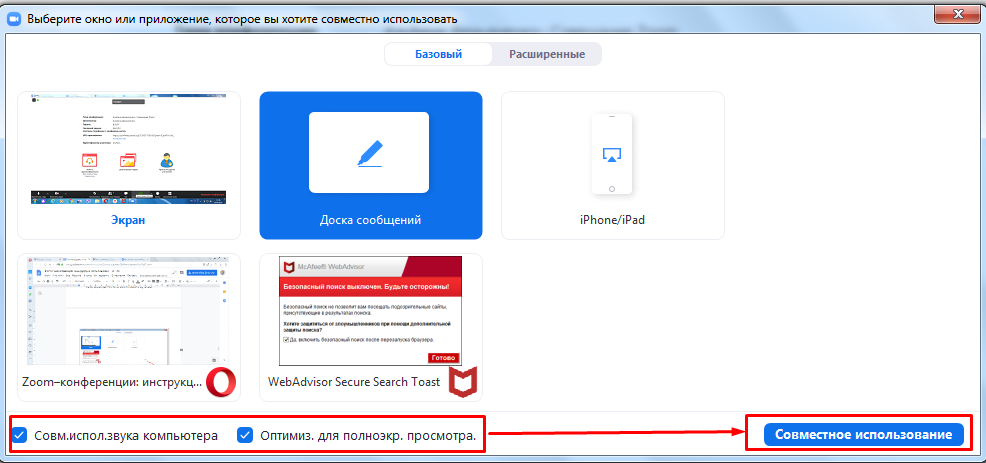 Выберите окно или приложение, которое вы хотите совместно использовать
Базовый
Расширенные
Экран
Доска сообщений
iPhone/iPad
McAfee® WebAdvisor
Безопасный поиск выключен. Будьте осторожны!
Безопасный поиск не позволит вам посещать подозрительные сайты,
присутствующие в результатах поиска.
Хотите защититься от злоумышленников при помощи дополнительной
защиты поиска?
Да, включить безопасный поиск после перезапуска браузера.
Готово
Zoom–конференции: инструкц...
WebAdvisor Secure Search Toast
Совм.испол.звука компьютера
Оптимиз. для полноэкр. просмотра.
Совместное использование